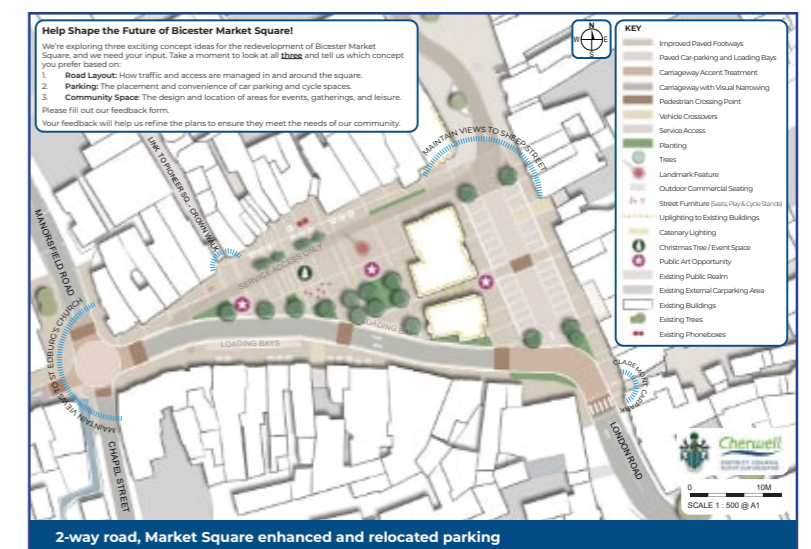 Help Shape the Future of Bicester Market Square!
We're exploring three exciting concept ideas for the redevelopment of Bicester Market
Square, and we need your input. Take a moment to look at all three and tell us which concept
you prefer based on:
1. Road Layout: How traffic and access are managed in and around the square.
2. Parking: The placement and convenience of car parking and cycle spaces.
3. Community Space: The design and location of areas for events, gatherings, and leisure.
Please fill out our feedback form.
Your feedback will help us refine the plans to ensure they meet the needs of our community.
N
W E
S
KEY
Improved Paved Footways
Paved Car-parking and Loading Bays
Carriageway Accent Treatment
Carriageway with Visual Narrowing
Pedestrian Crossing Point
Vehicle Crossovers
Service Access
Planting
Trees
Landmark Feature
Outdoor Commercial Seating
Street Furniture (Seats, Play & Cycle Stands)
Uplighting to Existing Buildings
Catenary Lighting
Christmas Tree / Event Space
Public Art Opportunity
Existing Public Realm
Existing External Carparking Area
Existing Buildings
Existing Trees
Existing Phoneboxes
MAINTAIN VIEWS TO SHEEP STREET
LINK TO PIONEER SQ. - CROWN WALK
MANORSFIELD ROAD
SERVICE ACCESS ONLY
MAINTAIN VIEWS TO ST EDBURG'S CHURCH
LOADING BAYS
LOADING BAY
CLAREMONT CARPARK
CHAPEL STREET
LONDON ROAD
Cherwell
DISTRICT COUNCIL
NORTH OXFORDSHIRE
0 10M
SCALE 1 : 500 @ A1
2-way road, Market Square enhanced and relocated parking